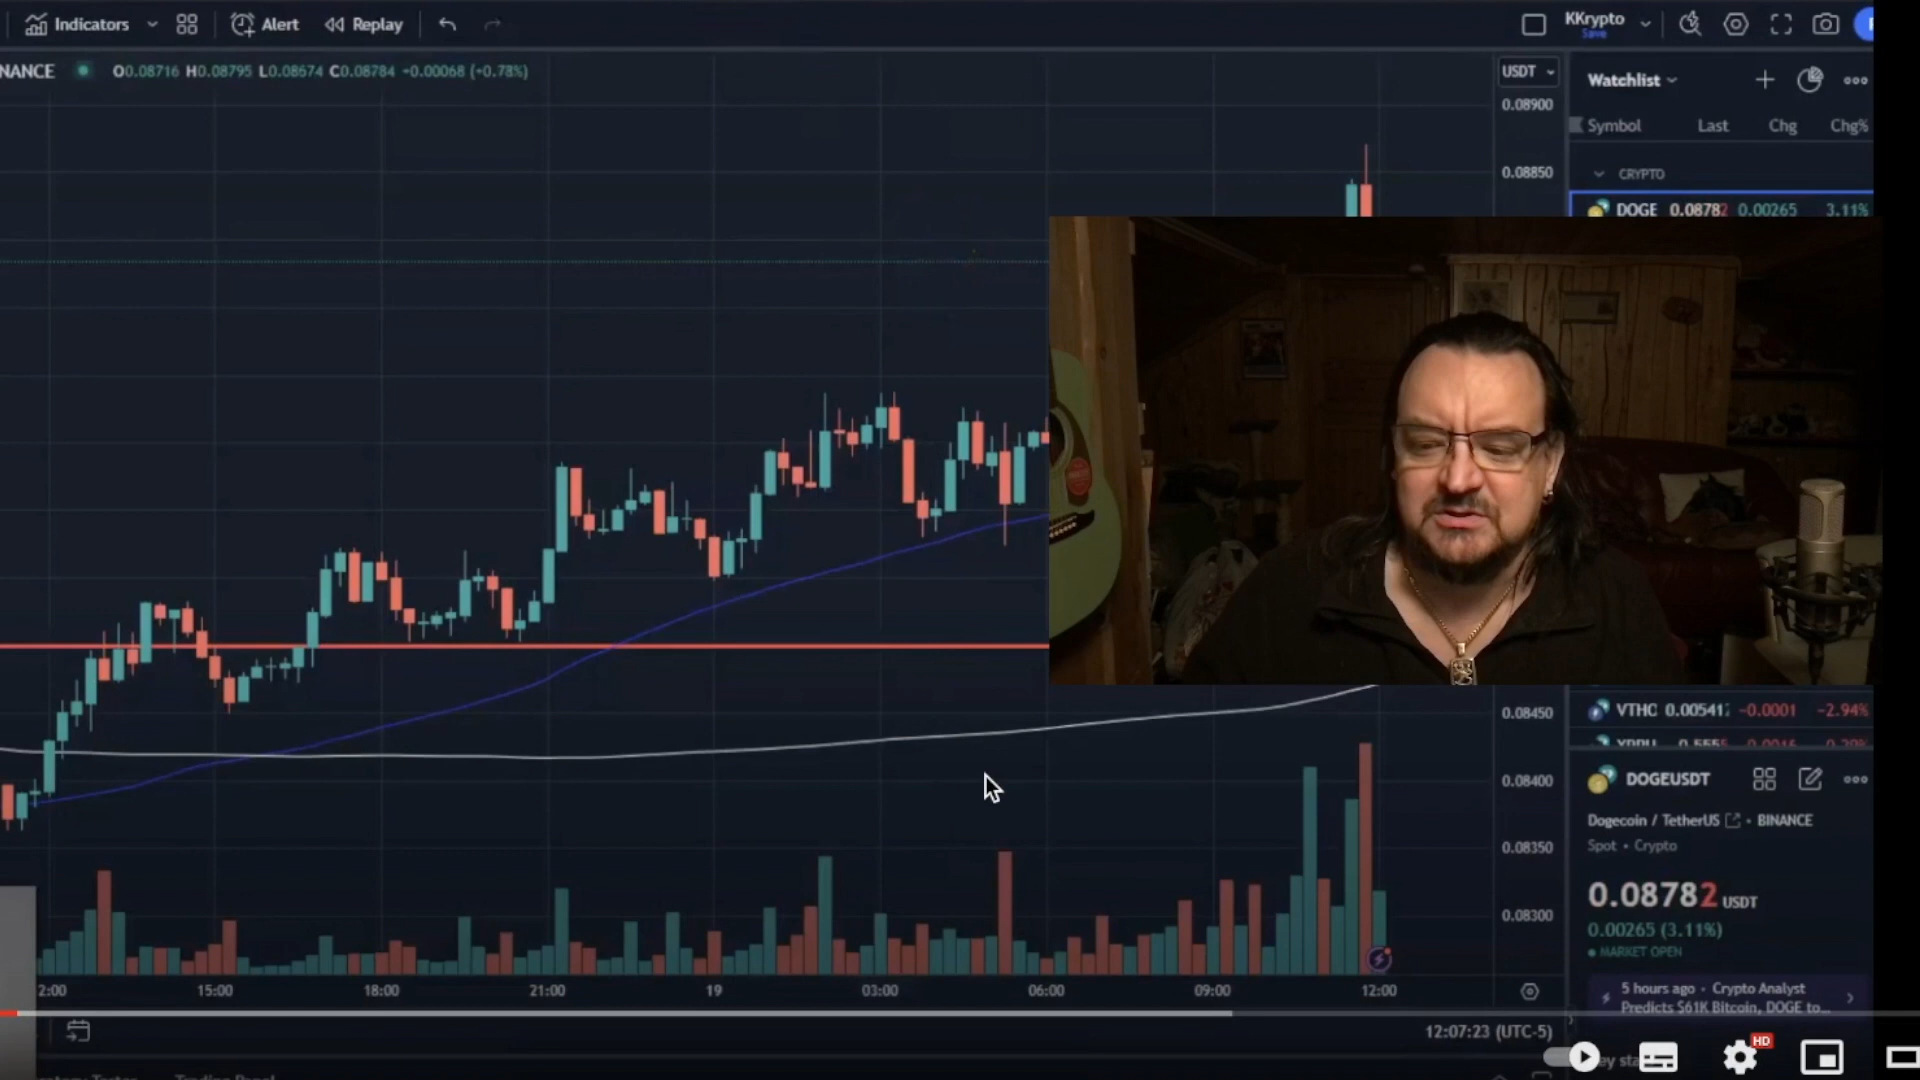 Indicators
Alert
Replay
KKrypto
Save
NANCE O0.08716 H0.08795 L0.08674 C0.08784 +0.00068 (+0.78%)
USDT
0.08900
0.08850
0.08450
0.08400
0.08350
0.08300
Watchlist
Symbol Last Chg Chg%
CRYPTO
DOGE 0.08782 0.00265 3.11%
VTHO -0.0001 -2.94%
DOGEUSDT
Dogecoin / TetherUS • BINANCE
Spot • Crypto
0.08782 USDT
0.00265 (3.11%)
MARKET OPEN
5 hours ago • Crypto Analyst
Predicts $61K Bitcoin, DOGE to...
2:00 15:00 18:00 21:00 19 03:00 06:00 09:00 12:00
12:07:23 (UTC-5)
HD